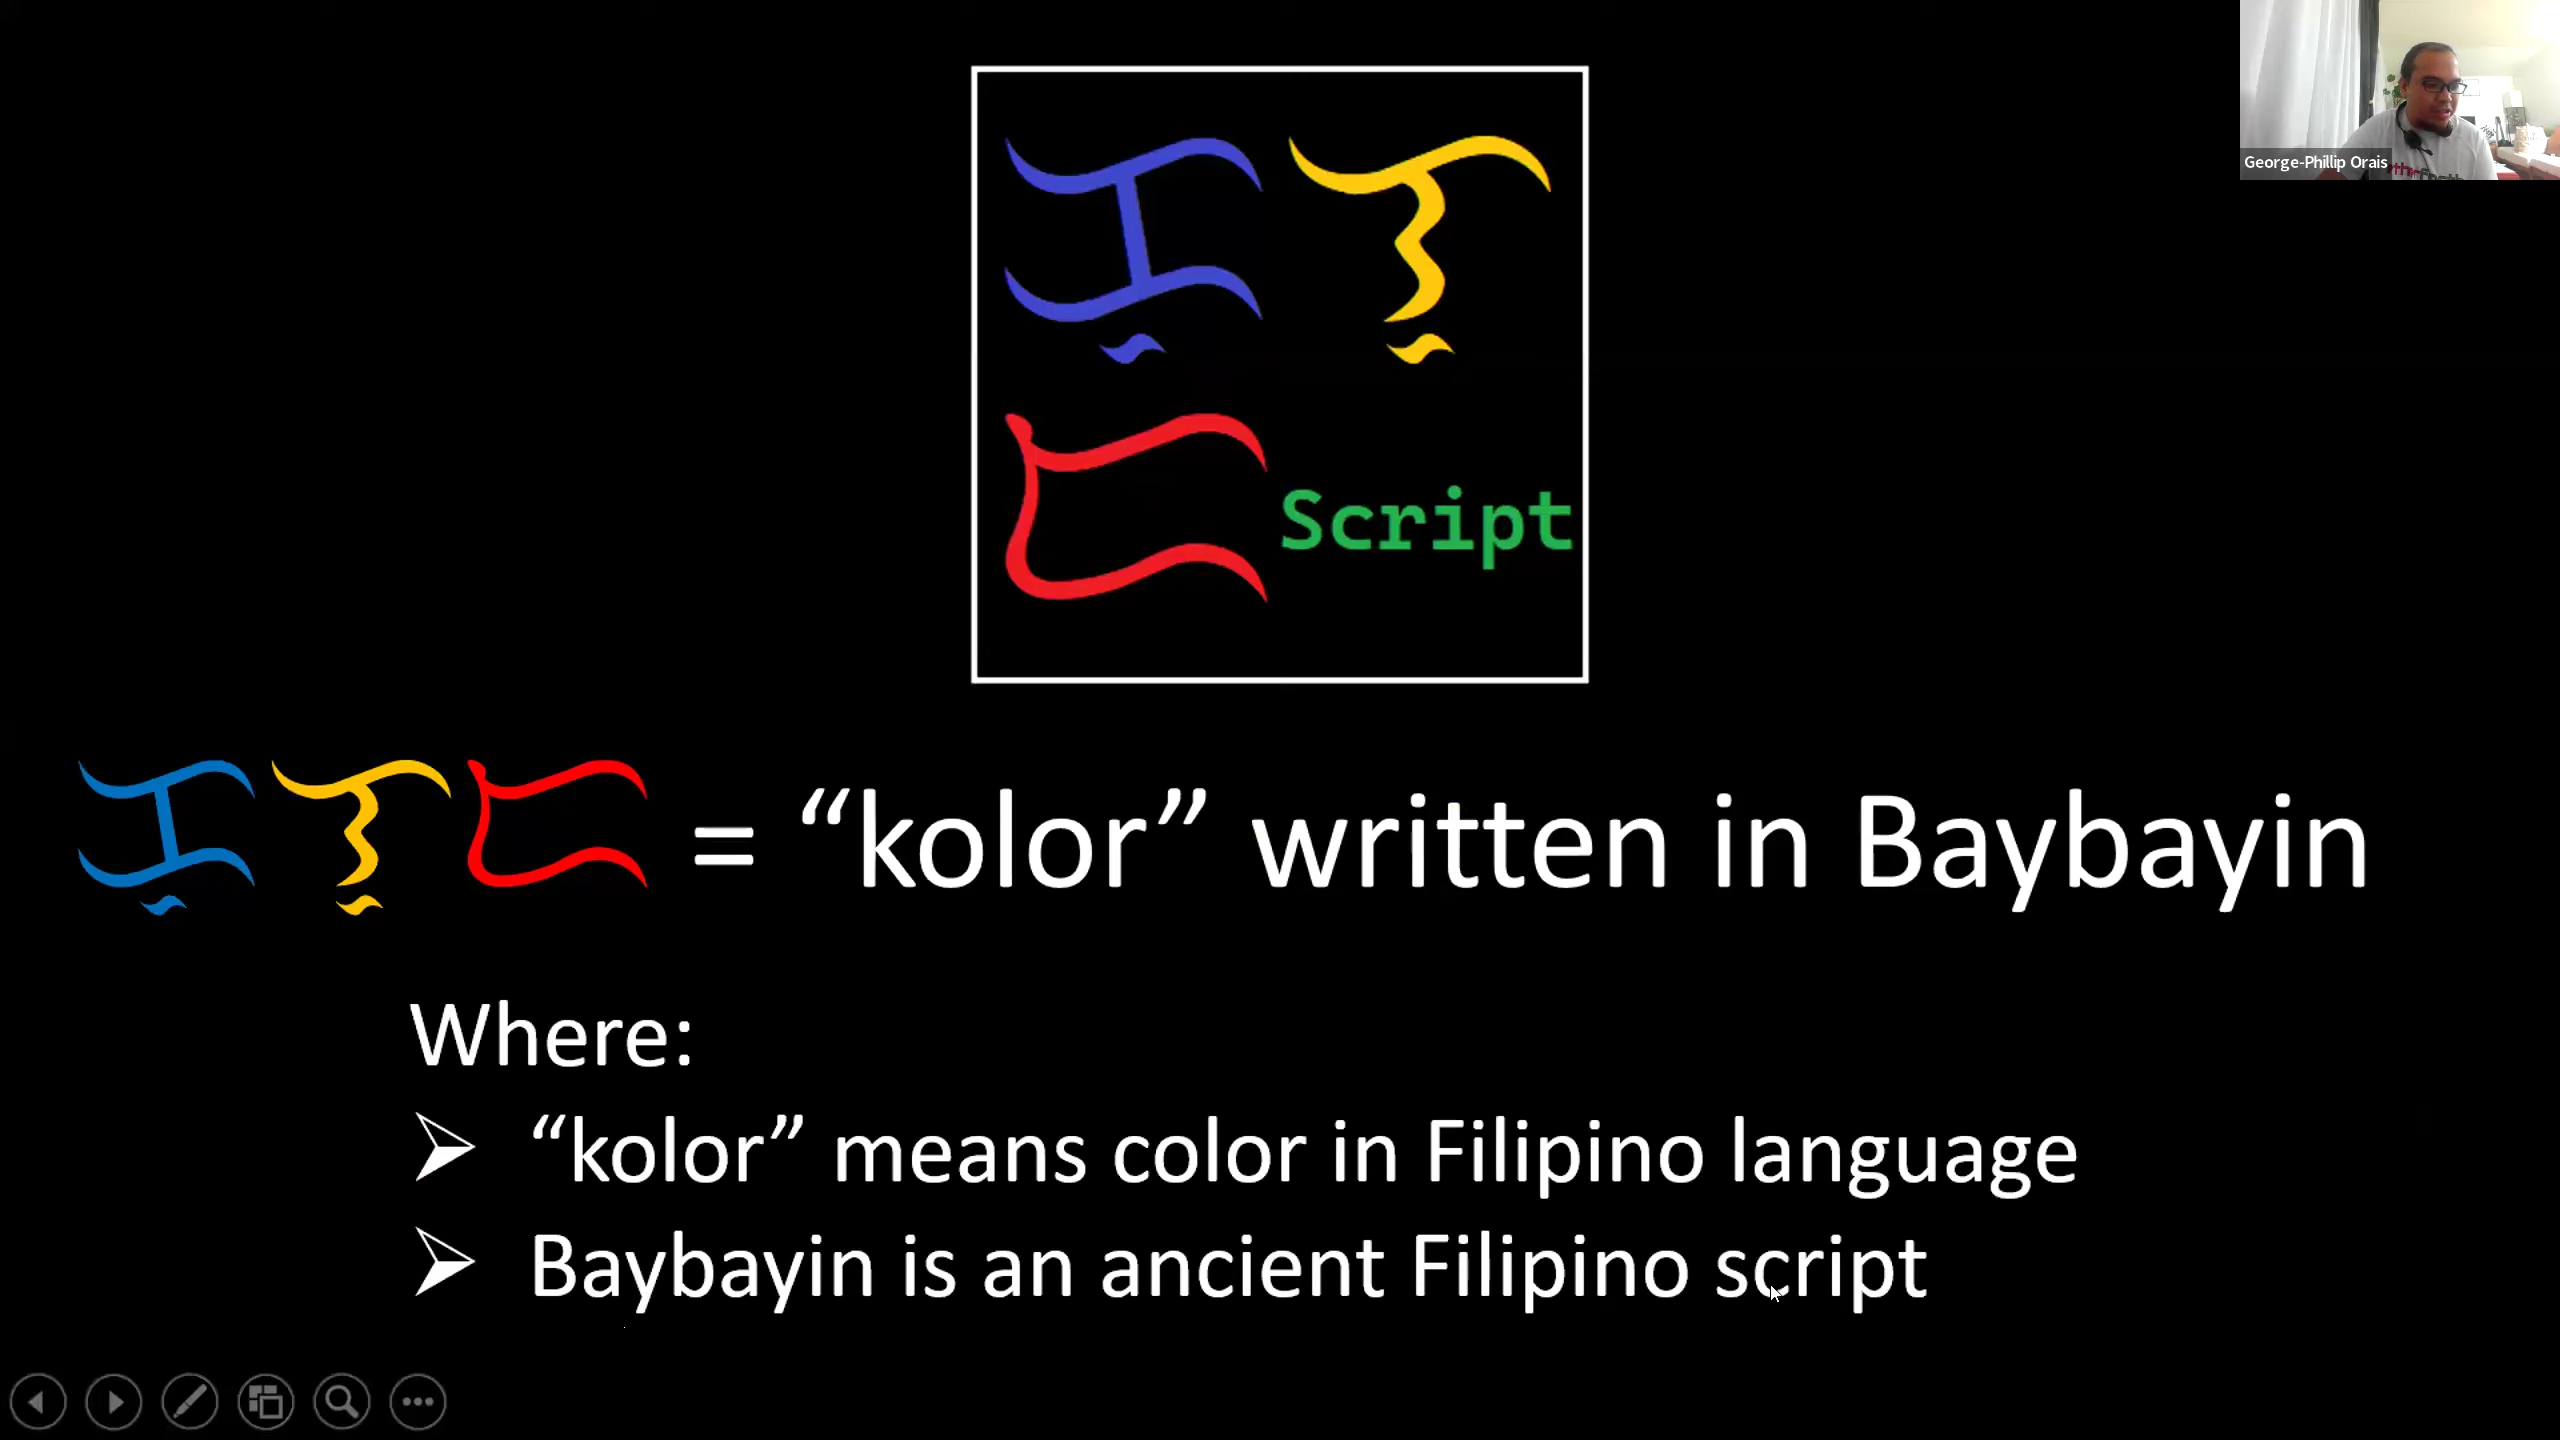 ᜃᜓᜎᜓ
ᜇ Script
ᜃᜓᜎᜓᜇ = “kolor” written in Baybayin
Where:
➢ “kolor” means color in Filipino language
➢ Baybayin is an ancient Filipino script
George-Phillip Orais